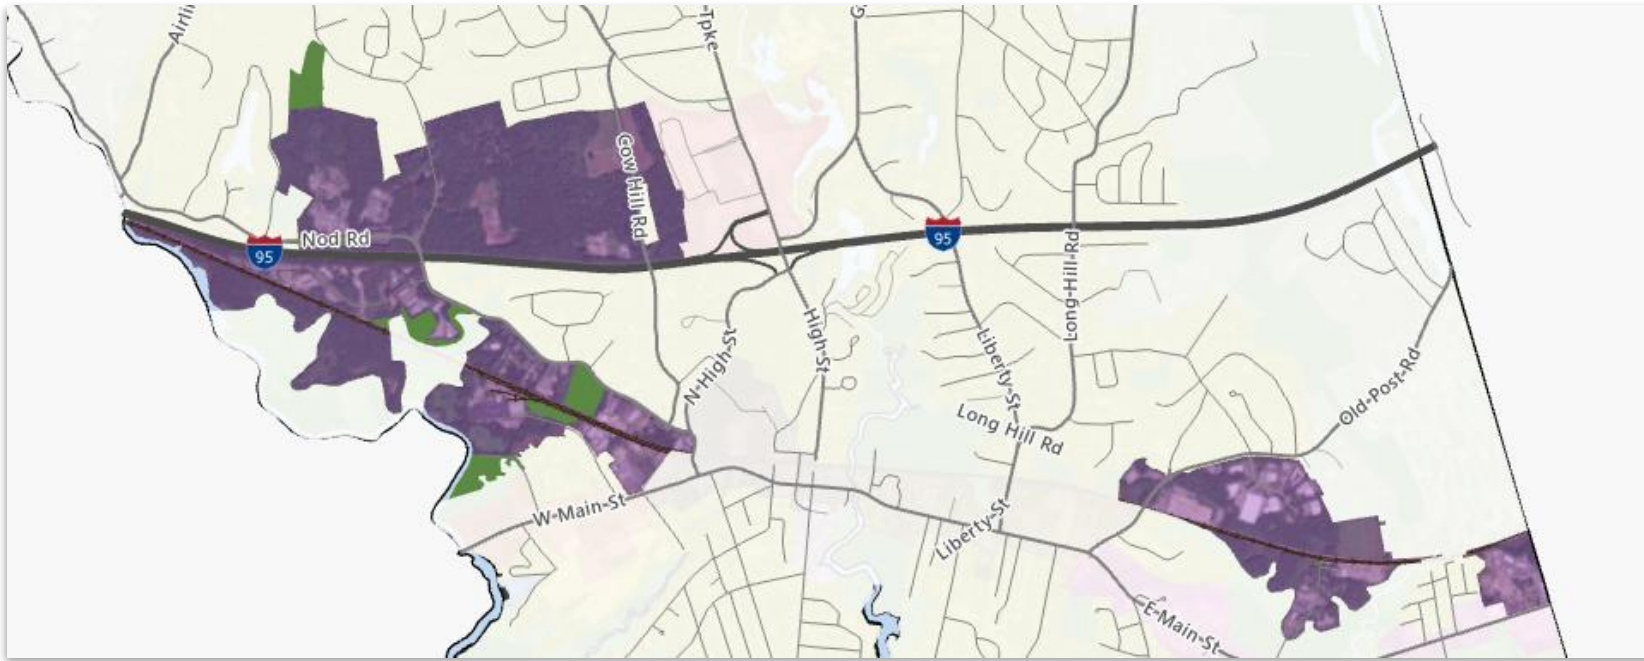 Airli
-Tpke
G
Cow Hill Rd
95
Nod Rd
95
Long-Hill-Rd
N-High-St
High-St
Liberty-St
Old-Post-Rd
Long Hill Rd
W-Main-St
Liberty-St
E-Main-St